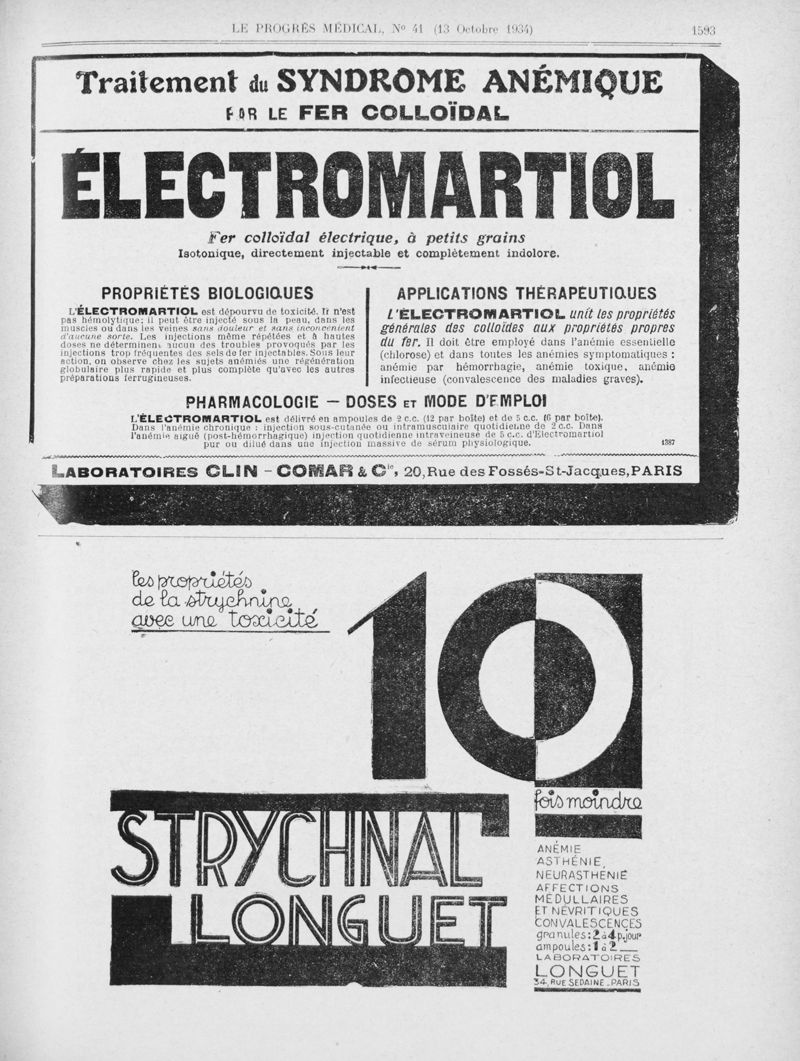 LE PROGRÈS MÉDICAL, Nº 41 (13 Octobre 1934)
1593
Traitement du SYNDROME ANÉMIQUE
PAR LE FER COLLOÏDAL
ÉLECTROMARTIOL
Fer colloïdal électrique, à petits grains
Isotonique, directement injectable et complètement indolore.
PROPRIÉTÉS BIOLOGIQUES
L'ÉLECTROMARTIOL est dépourvu de toxicité. Il n'est
pas hémolytique; il peut être injecté sous la peau, dans les
muscles ou dans les veines sans douleur et sans inconvénient
d'aucune sorte. Les injections même répétées et à hautes
doses ne déterminent aucun des troubles provoqués par les
injections trop fréquentes des sels de fer injectables. Sous leur
action, on observe chez les sujets anémiés une régénération
globulaire plus rapide et plus complète qu'avec les autres
préparations ferrugineuses.
APPLICATIONS THÉRAPEUTIQUES
L'ÉLECTROMARTIOL unit les propriétés
générales des colloïdes aux propriétés propres
du fer. Il doit être employé dans l'anémie essentielle
(chlorose) et dans toutes les anémies symptomatiques :
anémie par hémorrhagie, anémie toxique, anémie
infectieuse (convalescence des maladies graves).
PHARMACOLOGIE — DOSES ET MODE D'EMPLOI
L'ÉLECTROMARTIOL est délivré en ampoules de 2 c.c. (12 par boîte) et de 5 c.c. (6 par boîte).
Dans l'anémie chronique : injection sous-cutanée ou intramusculaire quotidienne de 2 c.c. Dans
l'anémie aiguë (post-hémorrhagique) injection quotidienne intraveineuse de 5 c.c. d'Electromartiol
pur ou dilué dans une injection massive de sérum physiologique.
1387
LABORATOIRES CLIN - COMAR & Cie, 20, Rue des Fossés-St-Jacques, PARIS
les propriétés
de la strychnine
avec une toxicité
10
fois moindre
STRYCHNAL
LONGUET
ANÉMIE
ASTHÉNIE,
NEURASTHÉNIE
AFFECTIONS
MÉDULLAIRES
ET NÉVRITIQUES
CONVALESCENCES
granules : 2 à 4 p. jour
ampoules : 1 à 2 __
LABORATOIRES
LONGUET
34, RUE SEDAINE . PARIS